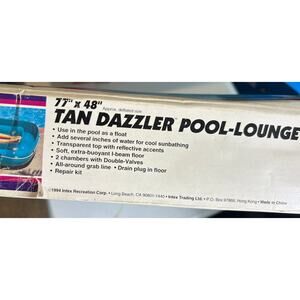 77" x 48" Approx. deflated size
TAN DAZZLER POOL-LOUNGE
• Use in the pool as a float
• Add several inches of water for cool sunbathing
• Transparent top with reflective accents
• Soft, extra-buoyant I-beam floor
• 2 chambers with Double-Valves
• All-around grab line • Drain plug in floor
• Repair kit
©1994 Intex Recreation Corp. • Long Beach, CA 90801-1440 • Intex Trading Ltd. • P.O. Box Hong Kong • Made in China